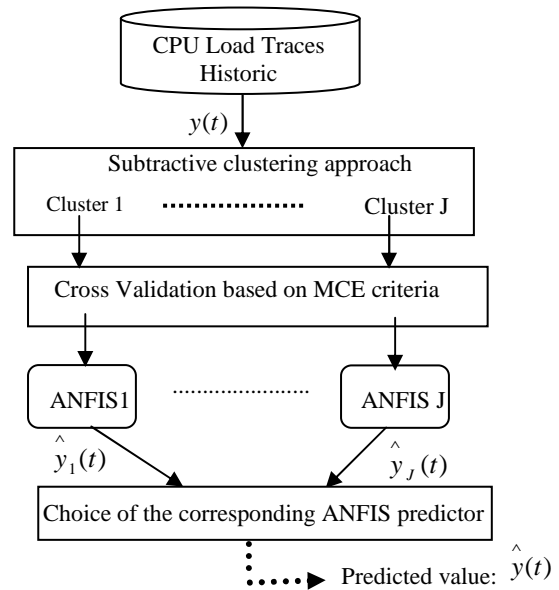 CPU Load Traces
Historic
y(t)
Subtractive clustering approach
Cluster 1 ..................... Cluster J
Cross Validation based on MCE criteria
ANFIS1 ........................ ANFIS J
ŷ₁(t) ŷ_J(t)
Choice of the corresponding ANFIS predictor
Predicted value: ŷ(t)